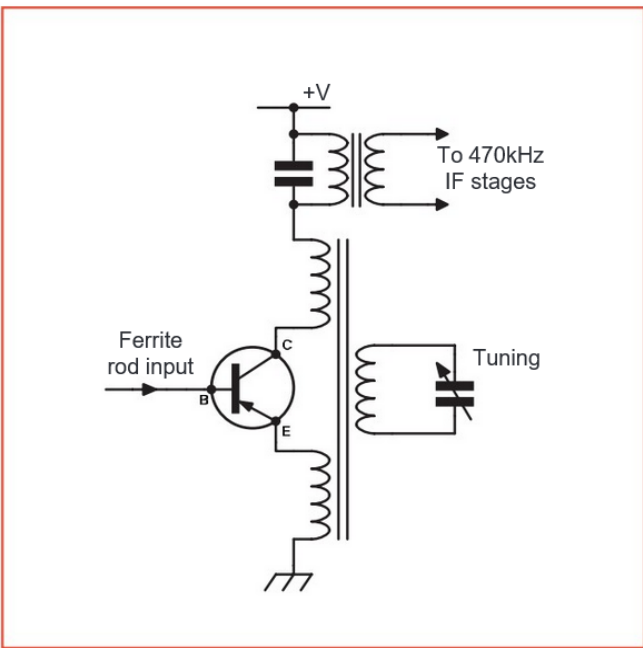 +V
To 470kHz
IF stages
Ferrite
rod input
C
B
E
Tuning